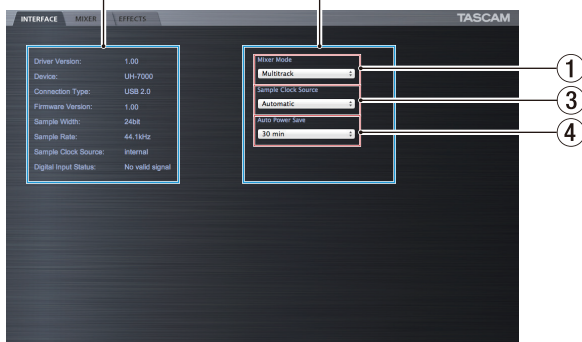 INTERFACE MIXER EFFECTS TASCAM
Driver Version: 1.00
Device: UH-7000
Connection Type: USB 2.0
Firmware Version: 1.00
Sample Width: 24bit
Sample Rate: 44.1kHz
Sample Clock Source: Internal
Digital Input Status: No valid signal
Mixer Mode
Multitrack
Sample Clock Source
Automatic
Auto Power Save
30 min
1
3
4